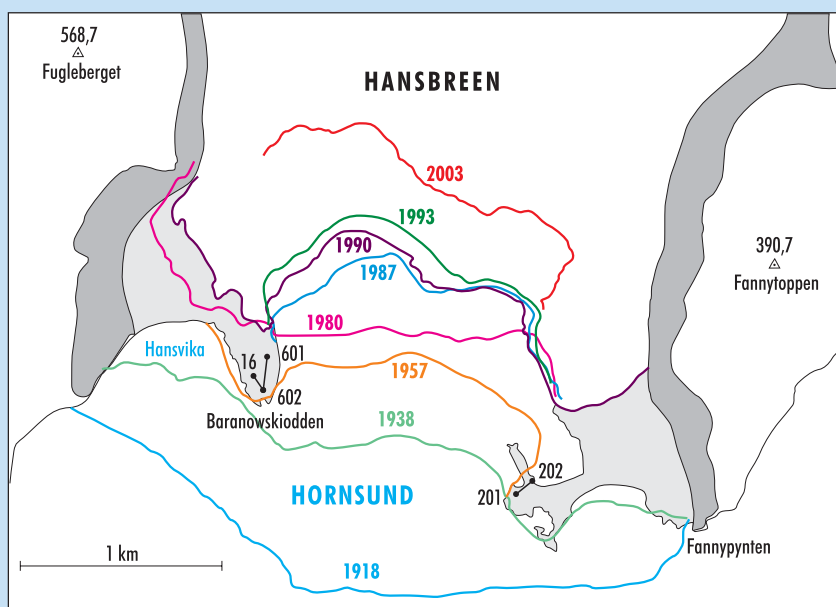 568,7
Fugleberget
HANSBREEN
2003
1993
1990
1987
390,7
Fannytoppen
1980
Hansvika
601
16
1957
602
Baranowskiodden
1938
202
201
HORNSUND
Fannypynten
1 km
1918